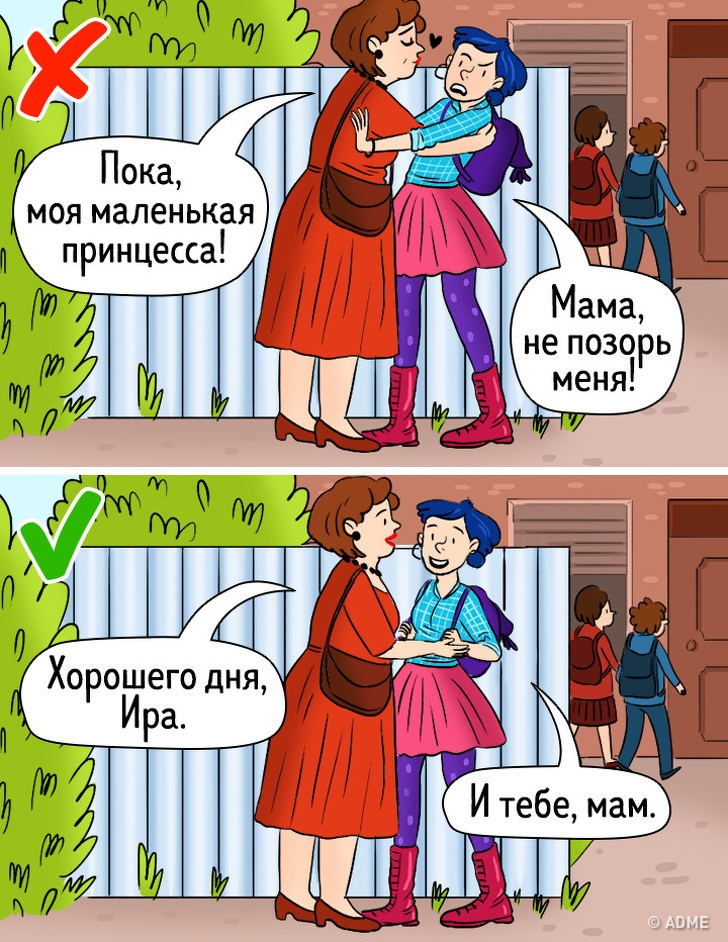 Пока,
моя маленькая
принцесса!
Мама,
не позорь
меня!
Хорошего дня,
Ира.
И тебе, мам.
© ADME